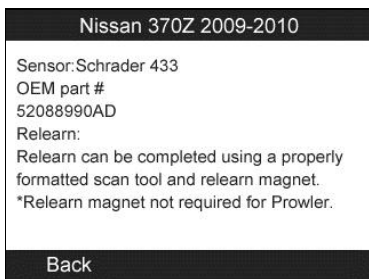 Nissan 370Z 2009-2010
Sensor:Schrader 433
OEM part #
52088990AD
Relearn:
Relearn can be completed using a properly
formatted scan tool and relearn magnet.
*Relearn magnet not required for Prowler.
Back